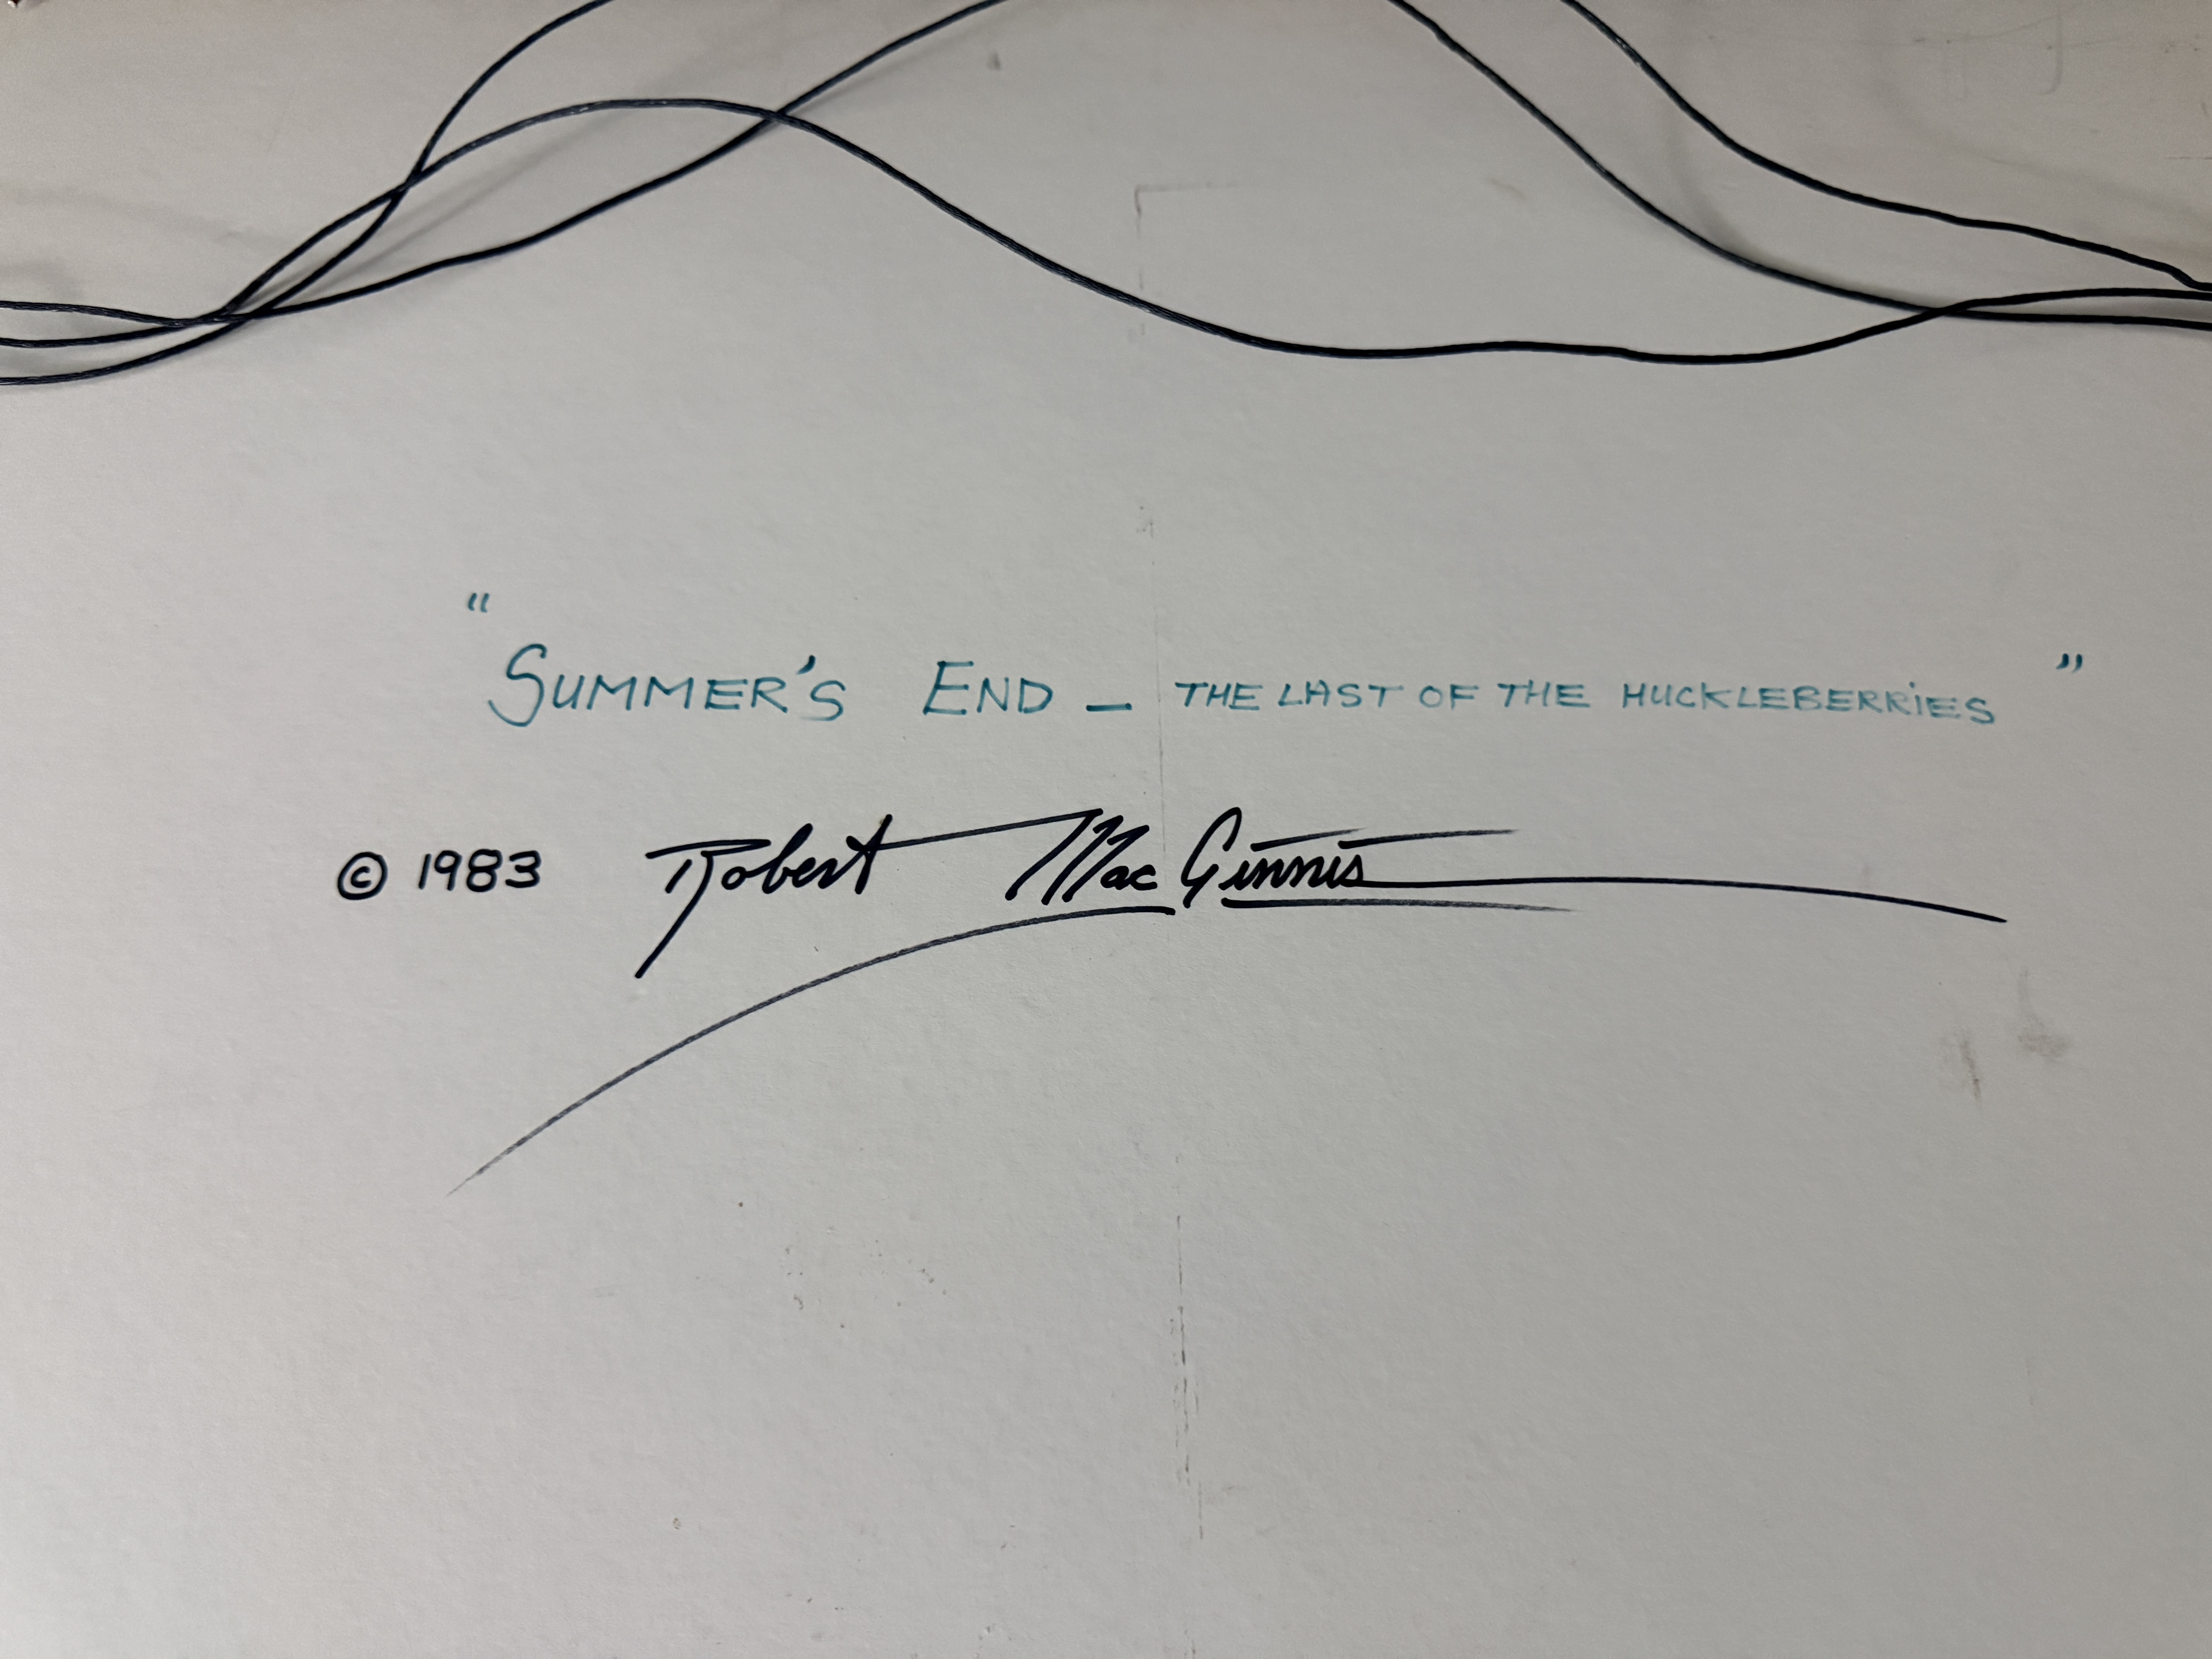 "SUMMER'S END – THE LAST OF THE HUCKLEBERRiES"
© 1983 Robert MacGinnis